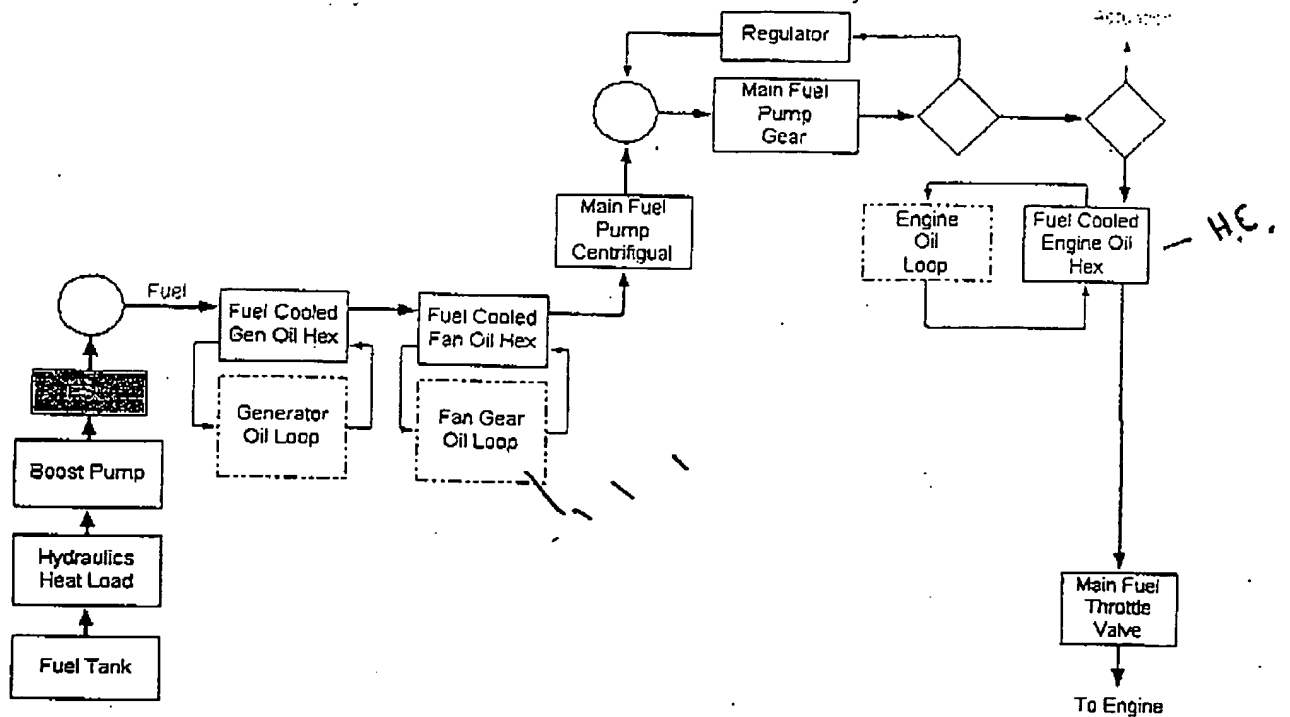 Regulator
Main Fuel
Pump
Gear
Main Fuel
Pump
Centrifigual
Engine
Oil
Loop
Fuel Cooled
Engine Oil
Hex
H.E.
Fuel
Fuel Cooled
Gen Oil Hex
Fuel Cooled
Fan Oil Hex
Generator
Oil Loop
Fan Gear
Oil Loop
Boost Pump
Hydraulics
Heat Load
Fuel Tank
Main Fuel
Throttle
Valve
To Engine